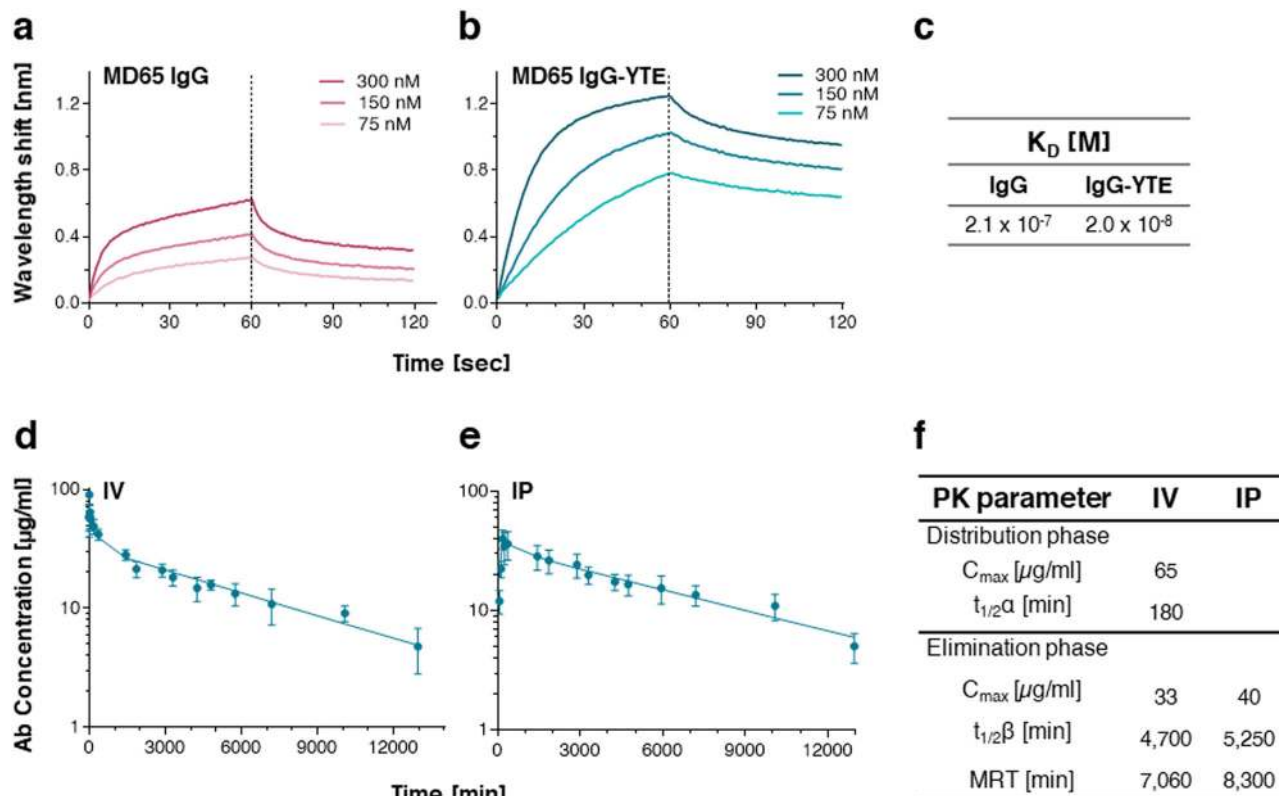 a
MD65 IgG
300 nM
150 nM
75 nM
Wavelength shift [nm]
1.2
0.8
0.4
0.0
0 30 60 90 120
b
MD65 IgG-YTE
300 nM
150 nM
75 nM
0 30 60 90 120
Time [sec]
c
K_D [M]
IgG IgG-YTE
2.1 x 10⁻⁷ 2.0 x 10⁻⁸
d
IV
Ab Concentration [µg/ml]
100
10
1
0 3000 6000 9000 12000
e
IP
100
10
1
0 3000 6000 9000 12000
Time [min]
f
PK parameter IV IP
Distribution phase
C_max [µg/ml] 65
t_1/2α [min] 180
Elimination phase
C_max [µg/ml] 33 40
t_1/2β [min] 4,700 5,250
MRT [min] 7,060 8,300